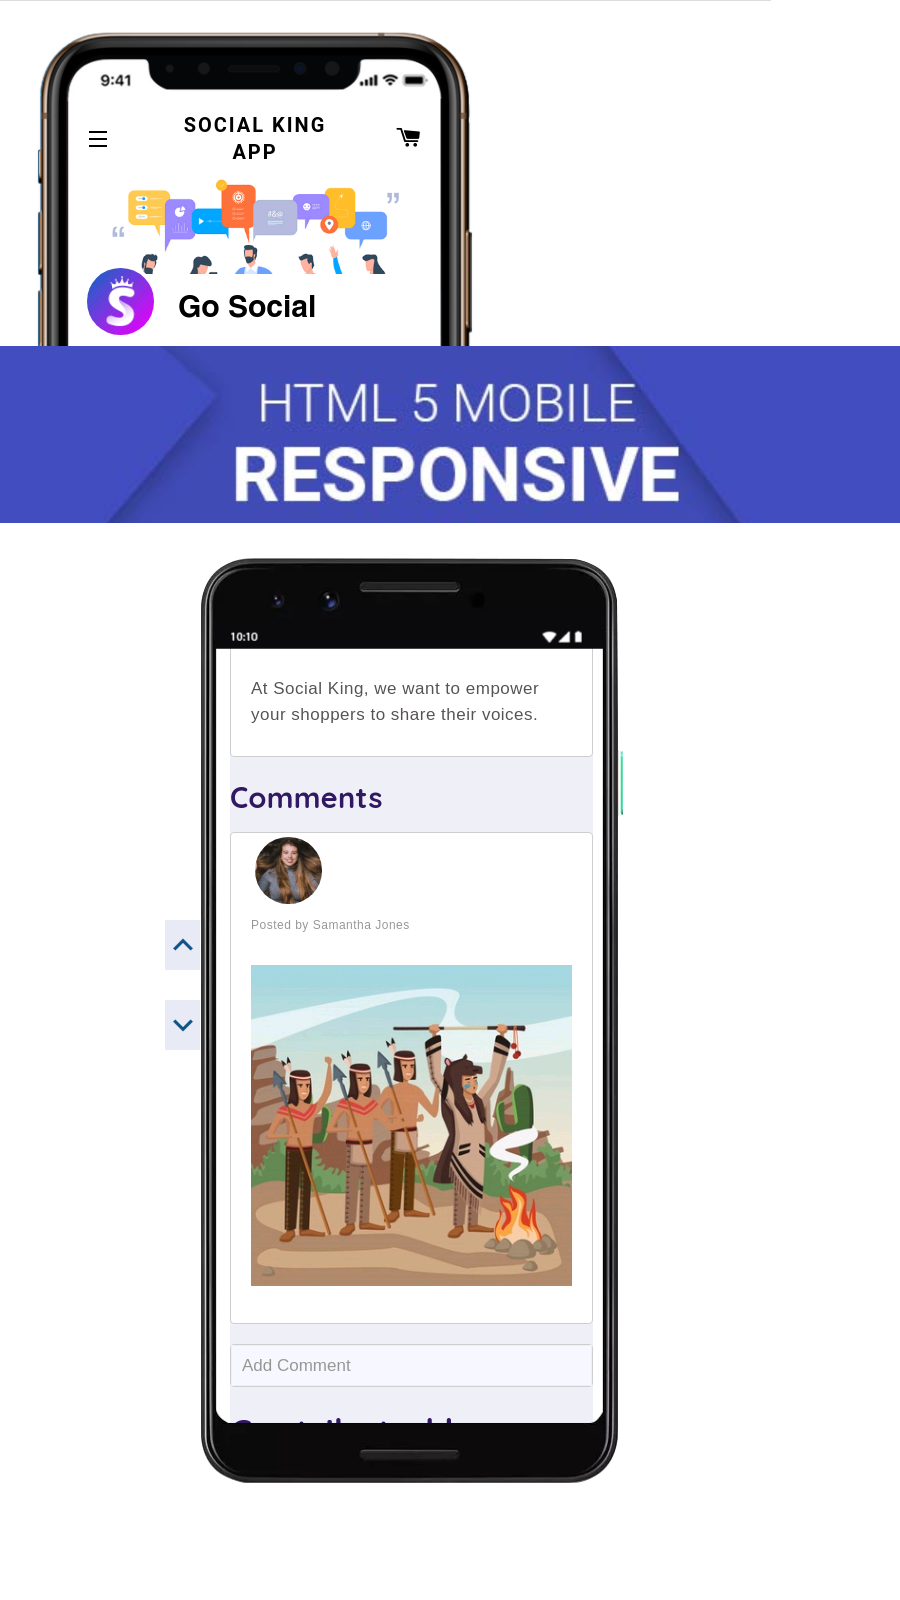 9:41
SOCIAL KING
APP
#&@
Go Social
HTML 5 MOBILE
RESPONSIVE
10:10
At Social King, we want to empower
your shoppers to share their voices.
Comments
Posted by Samantha Jones
Add Comment